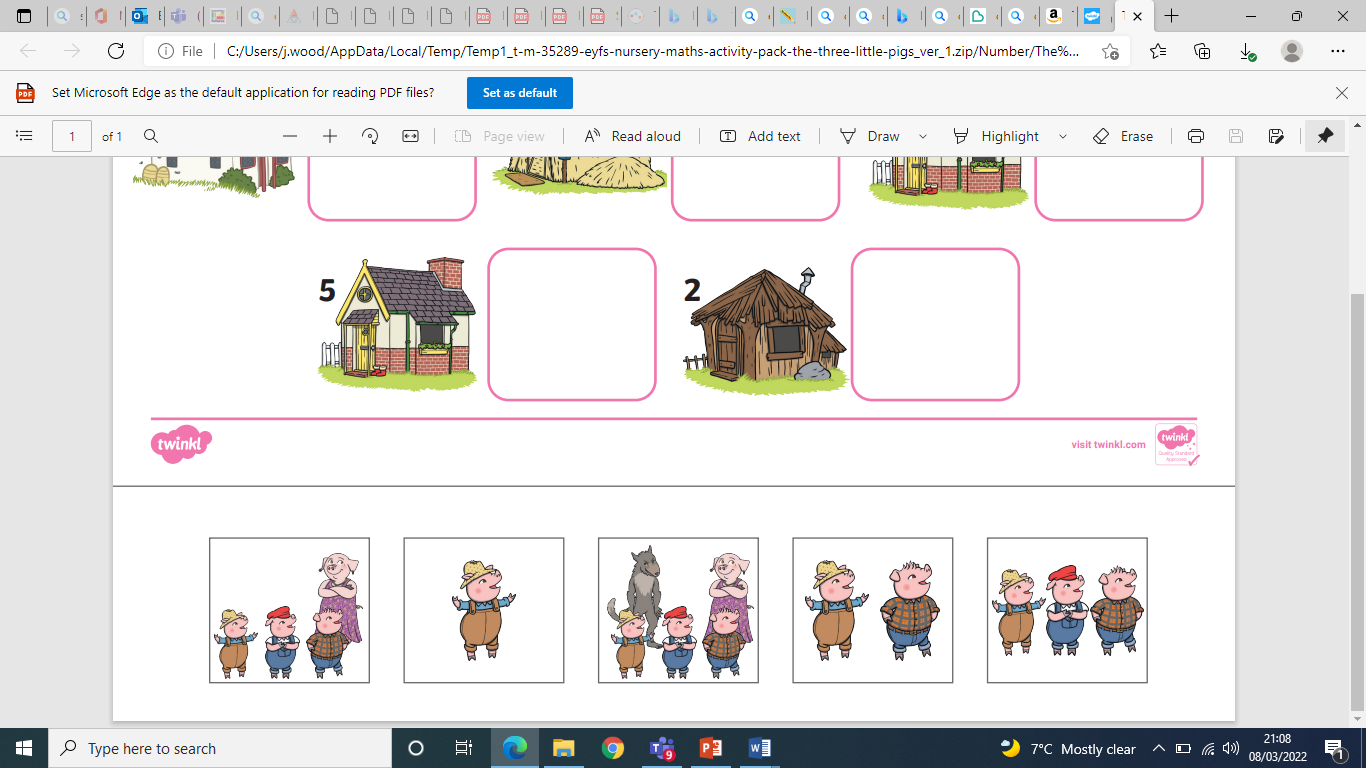 File
C:/Users/j.wood/AppData/Local/Temp/Temp1_t-m-35289-eyfs-nursery-maths-activity-pack-the-three-little-pigs_ver_1.zip/Number/The%...
Set Microsoft Edge as the default application for reading PDF files?
Set as default
1 of 1
Page view
Read aloud
Add text
Draw
Highlight
Erase
5
2
twinkl
visit twinkl.com
twinkl
Quality Standard
Approved
Type here to search
9
7°C Mostly clear
21:08
08/03/2022
1